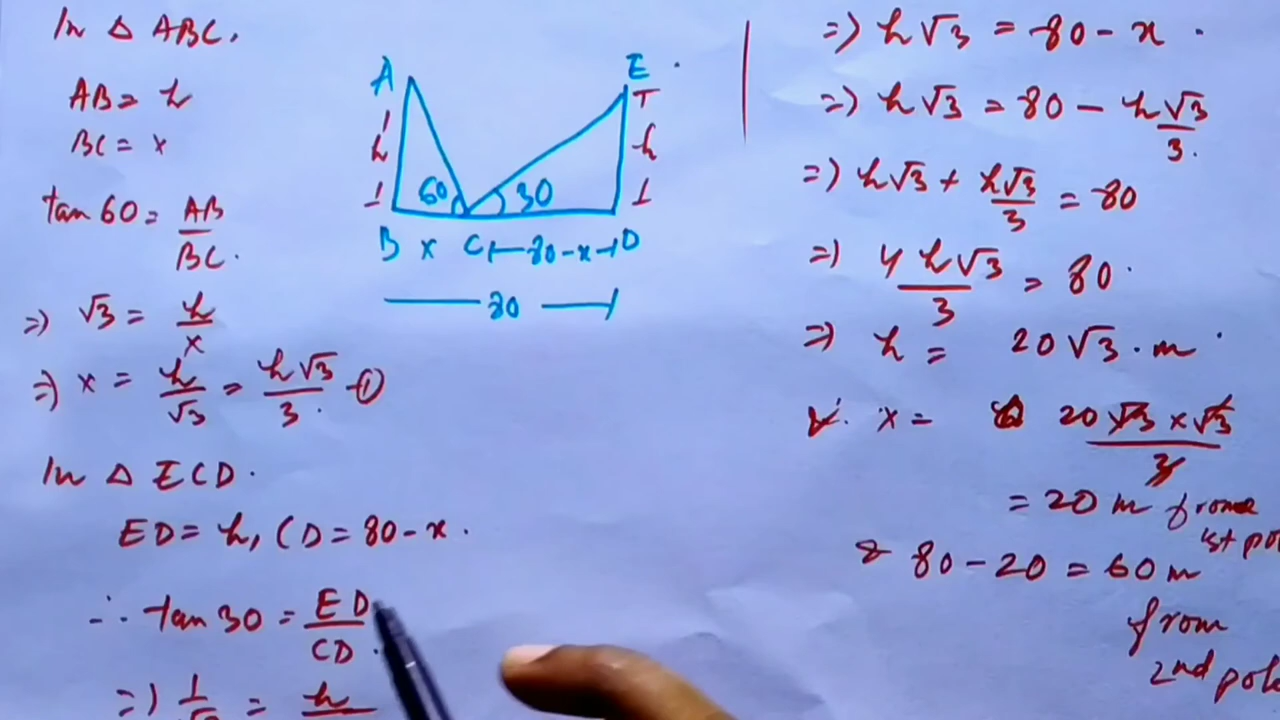 In △ ABC,
AB = h
BC = x
tan 60 = AB/BC.
=> √3 = h/x
=> x = h/√3 = h√3/3. ①
In △ ECD.
ED = h, CD = 80 - x.
∴ tan 30 = ED/CD.
=> 1/√3 = h
A E
h h
60 30
B x C 80-x D
80
=> h√3 = 80 - x.
=> h√3 = 80 - h√3/3.
=> h√3 + h√3/3 = 80
=> 4h√3/3 = 80.
=> h = 20√3. m.
x = 20√3 x √3/3
= 20 m from
1st
& 80 - 20 = 60 m
from
2nd